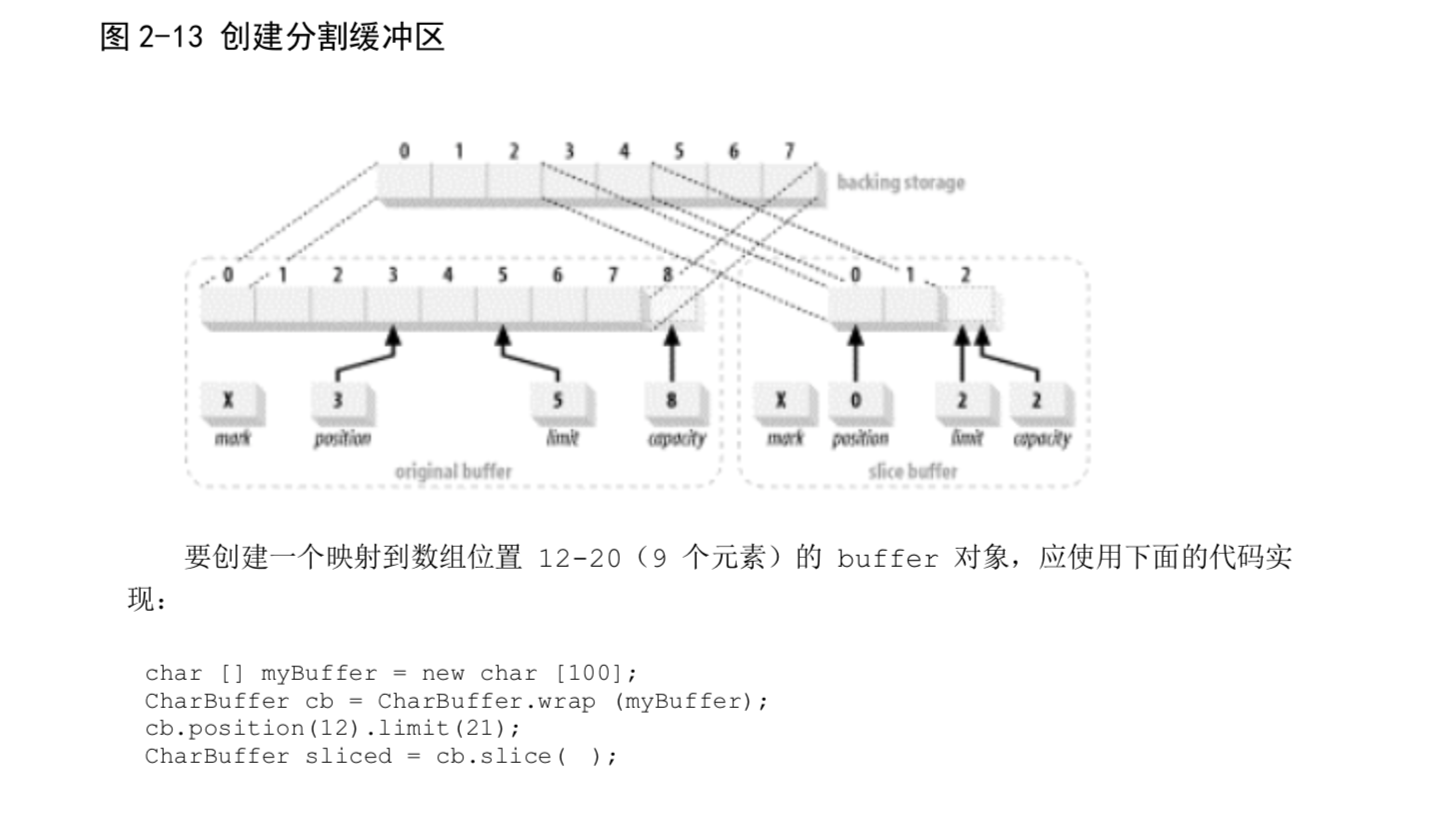 图 2-13 创建分割缓冲区
0 1 2 3 4 5 6 7
backing storage
0 1 2 3 4 5 6 7 8
0 1 2
X 3 5 8
mark position limit capacity
original buffer
X 0 2 2
mark position limit capacity
slice buffer
要创建一个映射到数组位置 12-20（9 个元素）的 buffer 对象，应使用下面的代码实
现：
char [] myBuffer = new char [100];
CharBuffer cb = CharBuffer.wrap (myBuffer);
cb.position(12).limit(21);
CharBuffer sliced = cb.slice( );